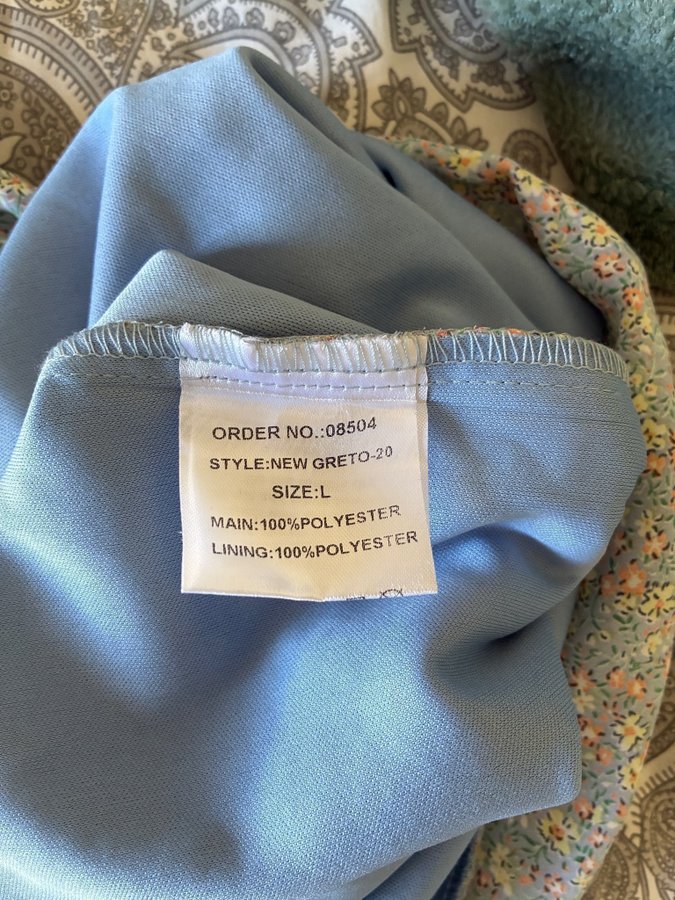 ORDER NO.:08504
STYLE:NEW GRETO-20
SIZE:L
MAIN:100%POLYESTER
LINING:100%POLYESTER